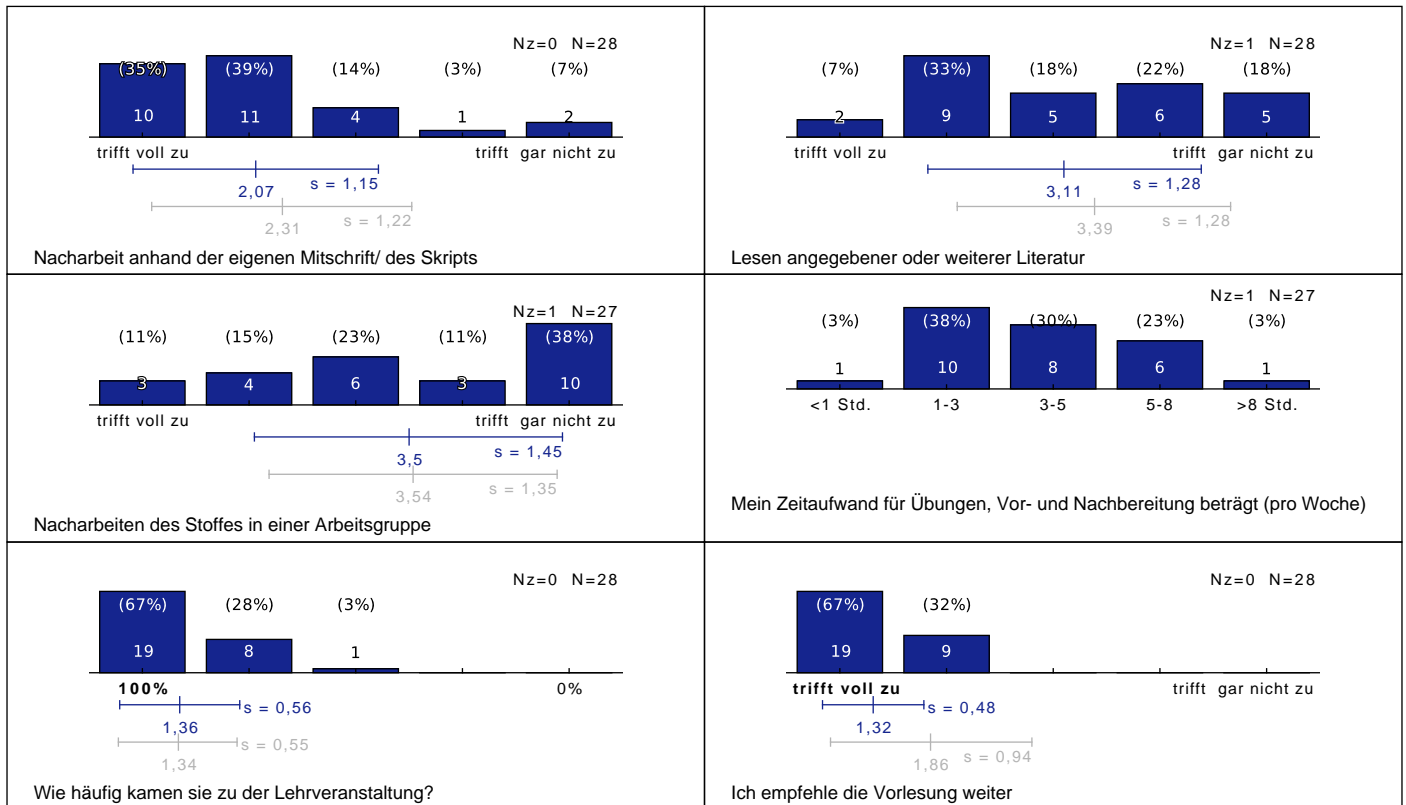 Nz=0 N=28
(35%) (39%) (14%) (3%) (7%)
10 11 4 1 2
trifft voll zu trifft gar nicht zu
s = 1,15
2,07
s = 1,22
2,31
Nacharbeit anhand der eigenen Mitschrift/ des Skripts
Nz=1 N=28
(7%) (33%) (18%) (22%) (18%)
2 9 5 6 5
trifft voll zu trifft gar nicht zu
s = 1,28
3,11
s = 1,28
3,39
Lesen angegebener oder weiterer Literatur
Nz=1 N=27
(11%) (15%) (23%) (11%) (38%)
3 4 6 3 10
trifft voll zu trifft gar nicht zu
s = 1,45
3,5
s = 1,35
3,54
Nacharbeiten des Stoffes in einer Arbeitsgruppe
Nz=1 N=27
(3%) (38%) (30%) (23%) (3%)
1 10 8 6 1
<1 Std. 1-3 3-5 5-8 >8 Std.
Mein Zeitaufwand für Übungen, Vor- und Nachbereitung beträgt (pro Woche)
Nz=0 N=28
(67%) (28%) (3%)
19 8 1
100% 0%
s = 0,56
1,36
s = 0,55
1,34
Wie häufig kamen sie zu der Lehrveranstaltung?
Nz=0 N=28
(67%) (32%)
19 9
trifft voll zu trifft gar nicht zu
s = 0,48
1,32
s = 0,94
1,86
Ich empfehle die Vorlesung weiter